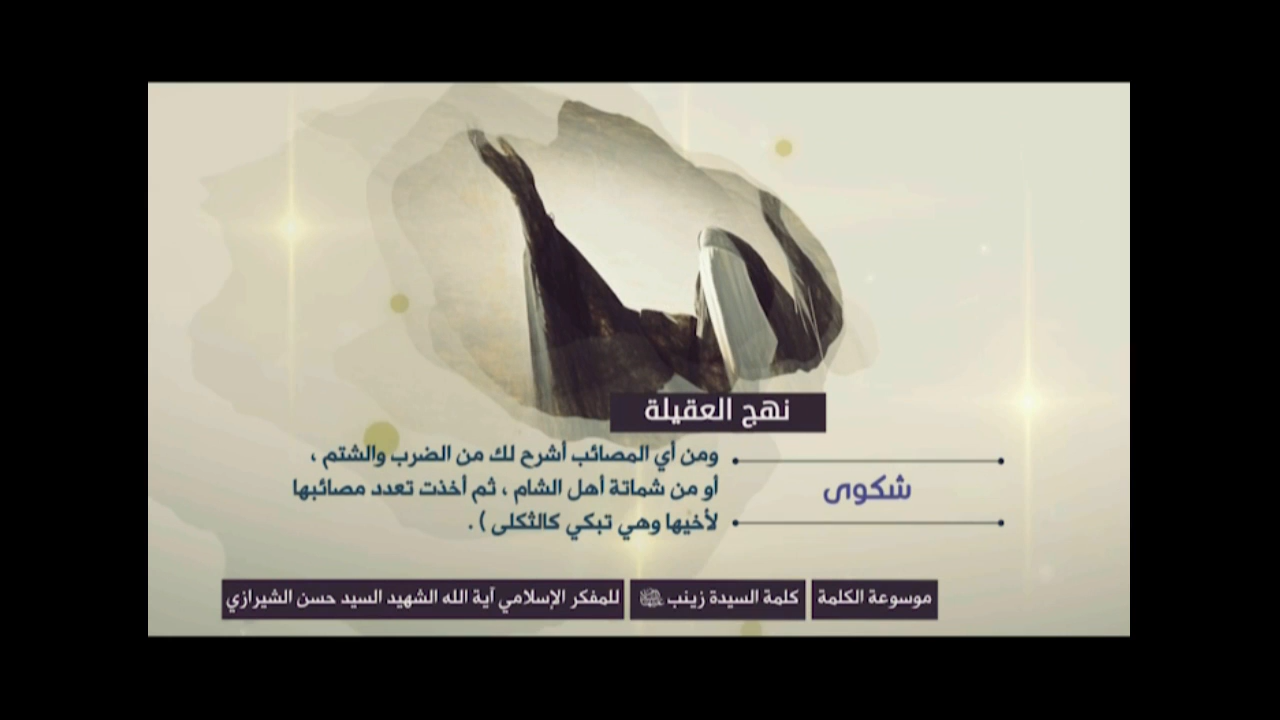 نهج العقيلة
شكوى
ومن أي المصائب أشرح لك من الضرب والشتم ،
أو من شماتة أهل الشام ، ثم أخذت تعدد مصائبها
لأخيها وهي تبكي كالثكلى ) .
موسوعة الكلمة
كلمة السيدة زينب
للمفكر الإسلامي آية الله الشهيد السيد حسن الشيرازي